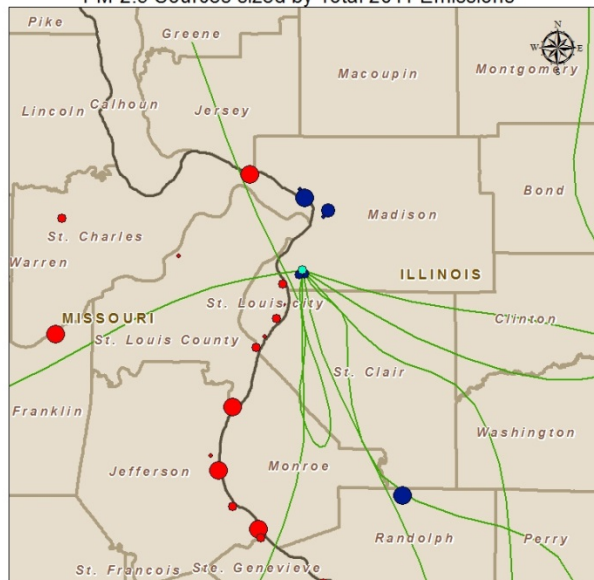 PM 2.5 Sources sized by Total 2011 Emissions
Pike
Greene
N
W E
S
Macoupin
Montgomery
Lincoln
Calhoun
Jersey
Bond
Madison
St. Charles
Warren
ILLINOIS
St. Louis city
MISSOURI
Clinton
St. Louis County
St. Clair
Franklin
Washington
Jefferson
Monroe
Randolph
Perry
St. Francois
Ste. Genevieve